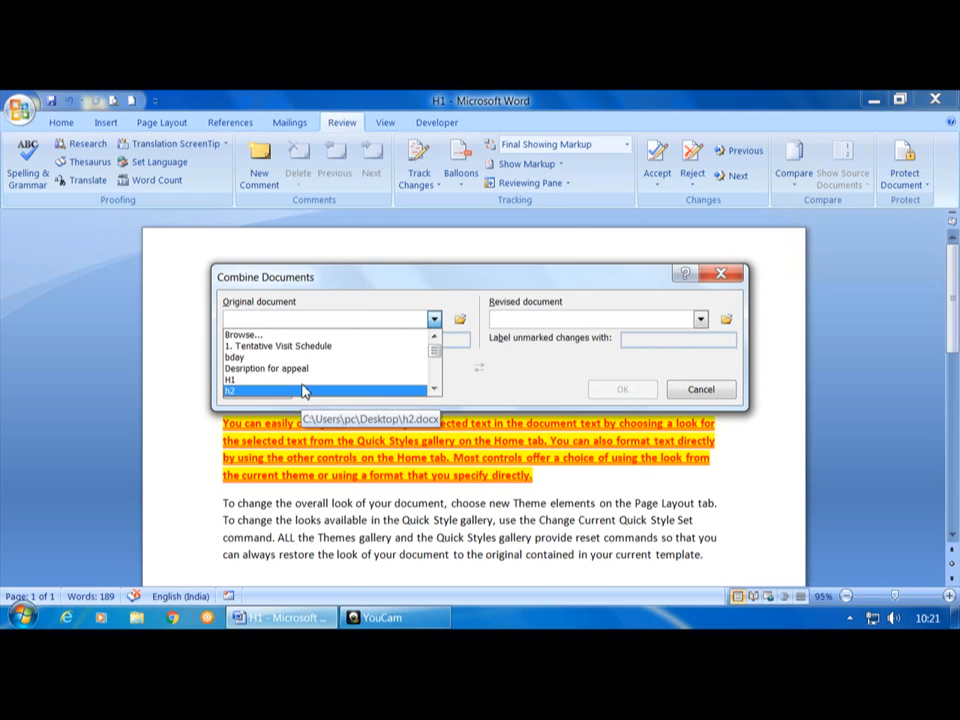 H1 - Microsoft Word
Home Insert Page Layout References Mailings Review View Developer
ABC Research Translation ScreenTip Final Showing Markup Previous
Thesaurus Set Language Show Markup
Spelling & Grammar Translate Word Count New Comment Delete Previous Next Track Changes Balloons Reviewing Pane Accept Reject Next Compare Show Source Documents Protect Document
Proofing Comments Tracking Changes Compare Protect
Combine Documents
Original document Revised document
Browse...
Label unmarked changes with:
1. Tentative Visit Schedule
bday
Desription for appeal
H1
h2
OK Cancel
C:\Users\pc\Desktop\h2.docx
You can easily ected text in the document text by choosing a look for
the selected text from the Quick Styles gallery on the Home tab. You can also format text directly
by using the other controls on the Home tab. Most controls offer a choice of using the look from
the current theme or using a format that you specify directly.
To change the overall look of your document, choose new Theme elements on the Page Layout tab.
To change the looks available in the Quick Style gallery, use the Change Current Quick Style Set
command. ALL the Themes gallery and the Quick Styles gallery provide reset commands so that you
can always restore the look of your document to the original contained in your current template.
Page: 1 of 1 Words: 189 English (India) 95%
H1 - Microsoft ... YouCam 10:21